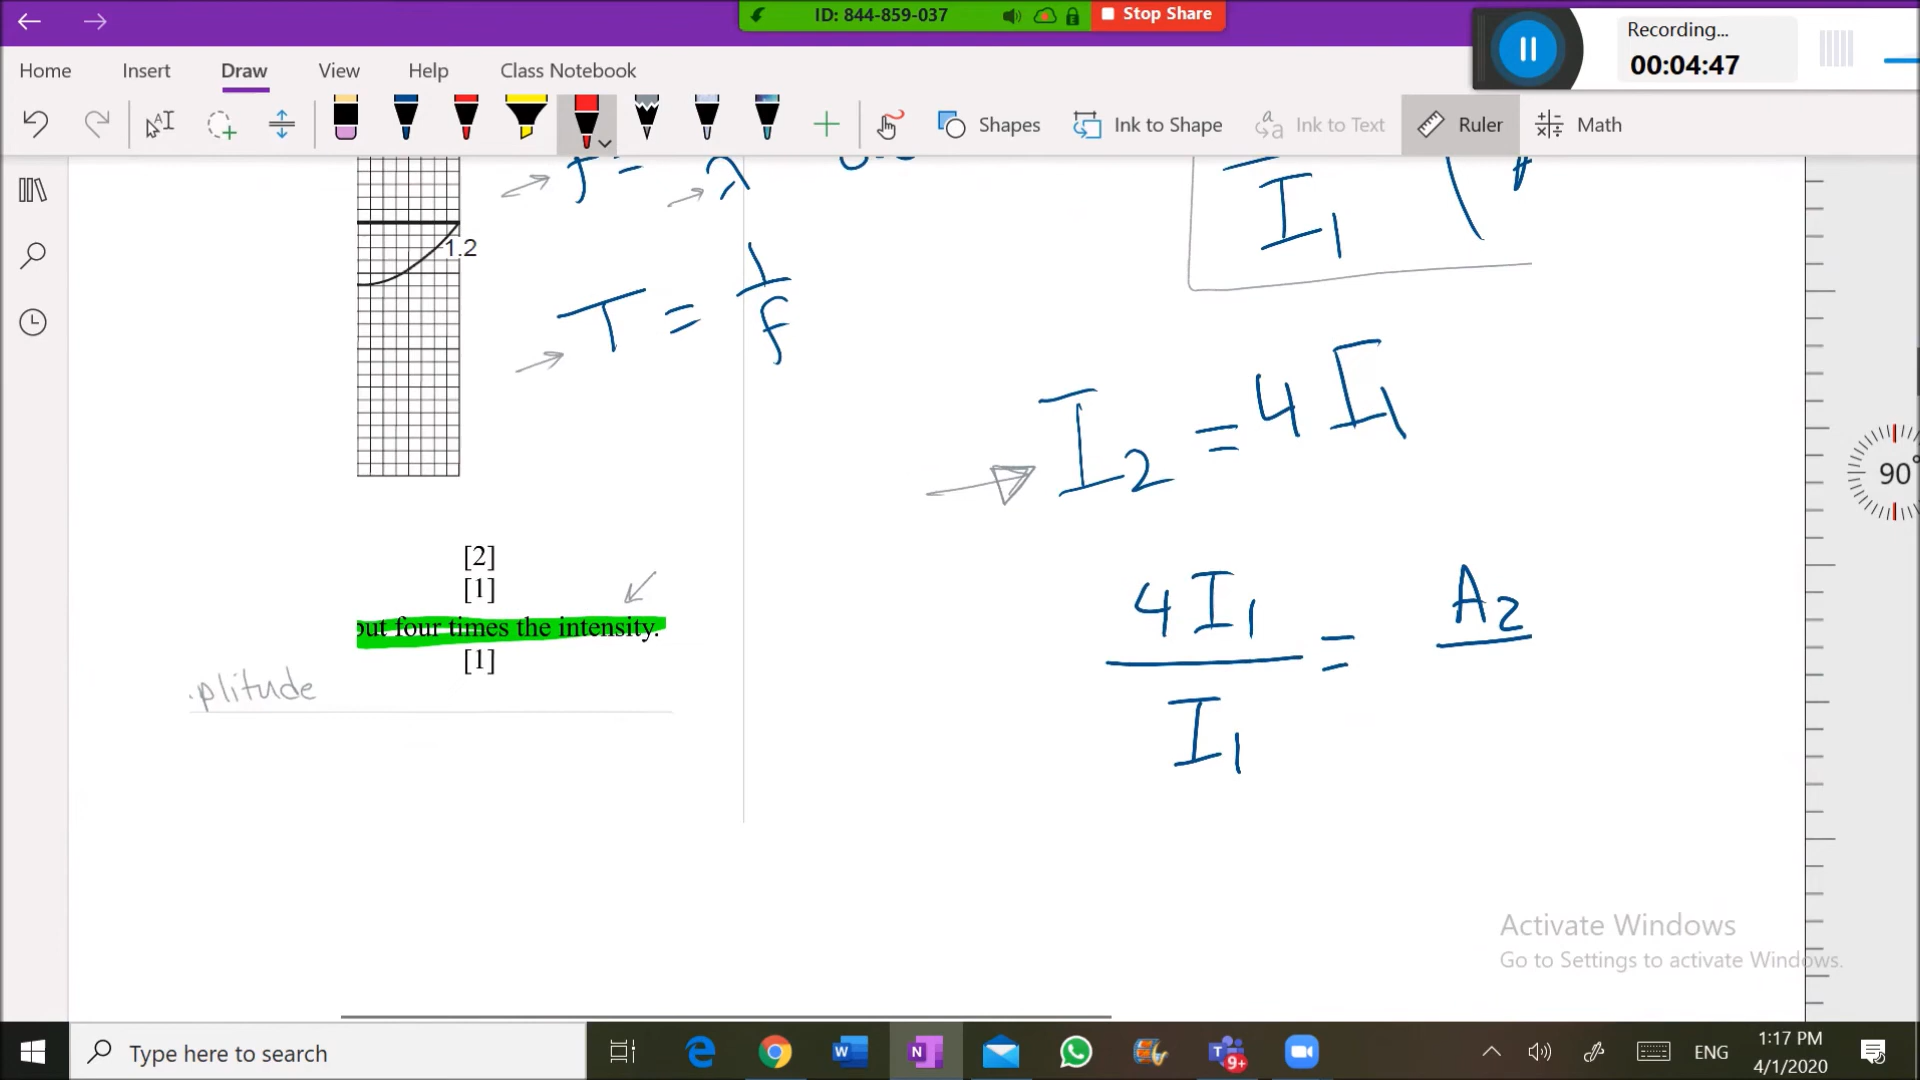 ID: 844-859-037
Stop Share
Recording...
00:04:47
Home Insert Draw View Help Class Notebook
Shapes Ink to Shape Ink to Text Ruler Math
f = λ
I₁
1.2
T = 1/f
I₂ = 4 I₁
90°
[2]
[1]
out four times the intensity.
[1]
plitude
4 I₁ / I₁ = A₂
Activate Windows
Go to Settings to activate Windows.
Type here to search
9+
ENG
1:17 PM
4/1/2020